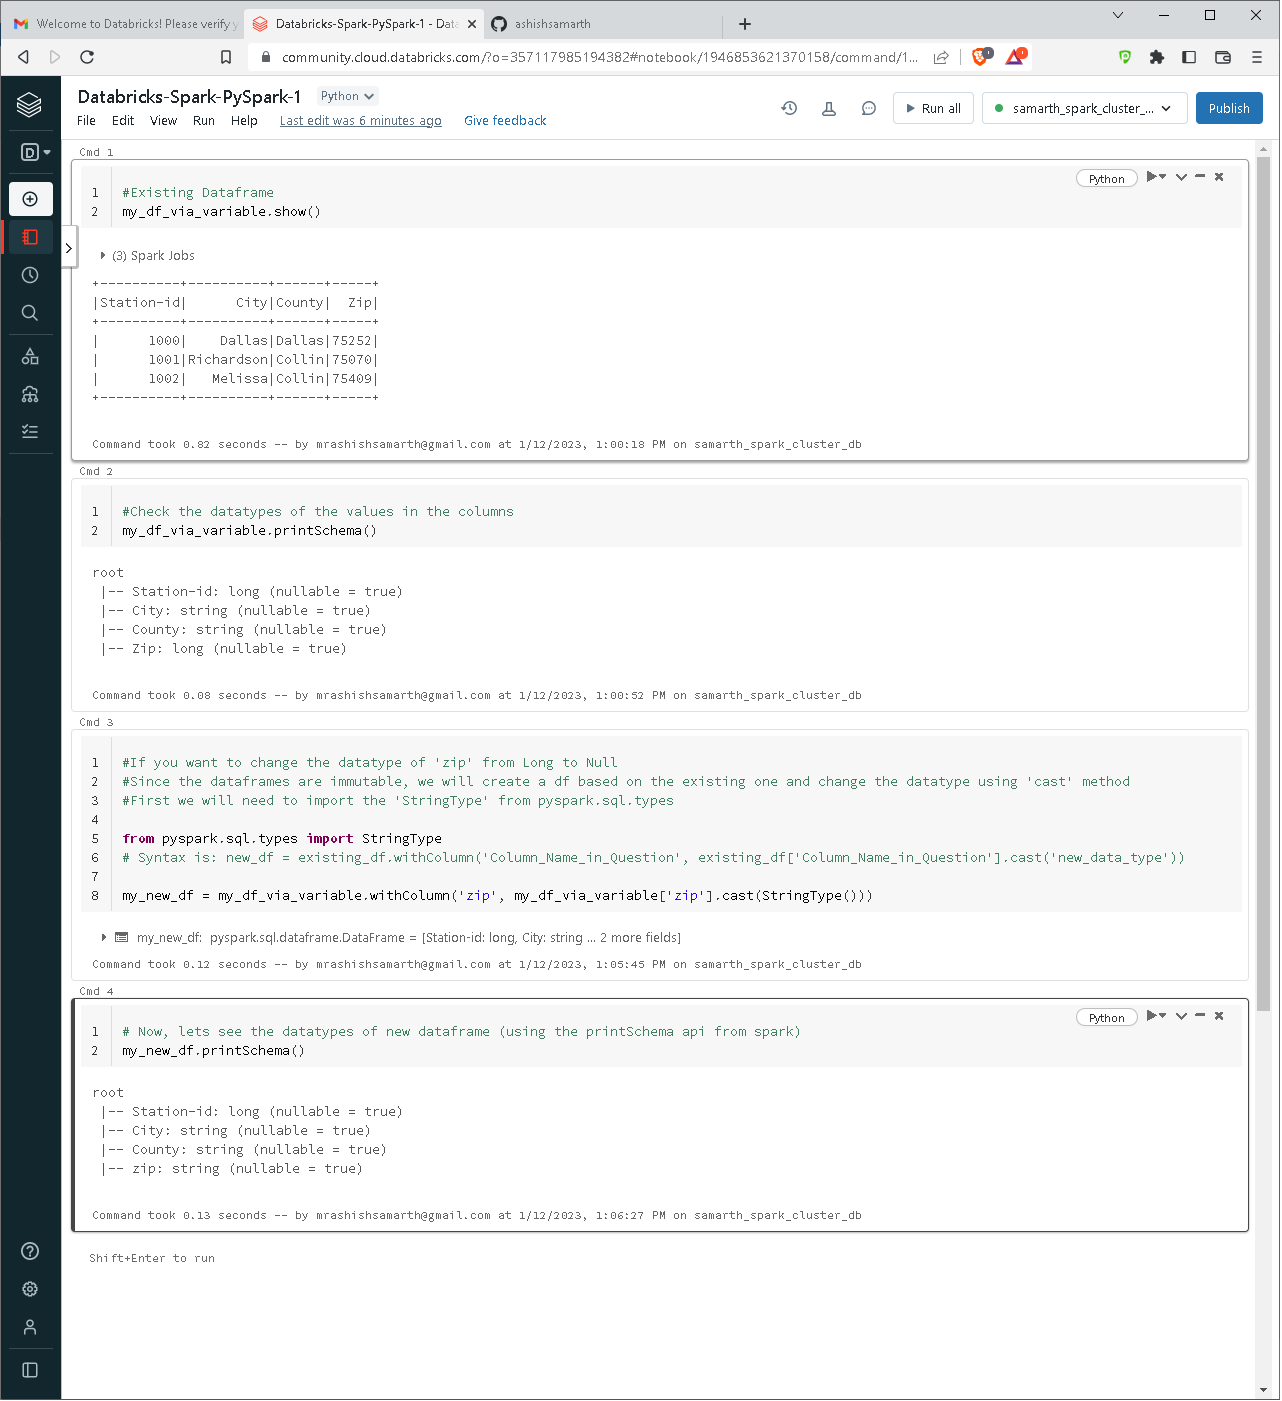 Welcome to Databricks! Please verify y
Databricks-Spark-PySpark-1 - Data
ashishsamarth
community.cloud.databricks.com/?o=357117985194382#notebook/1946853621370158/command/1...
Databricks-Spark-PySpark-1
Python
File Edit View Run Help Last edit was 6 minutes ago Give feedback
Run all
samarth_spark_cluster_...
Publish
D
Cmd 1
Python
1 #Existing Dataframe
2 my_df_via_variable.show()
(3) Spark Jobs
+----------+----------+------+-----+
|Station-id|      City|County|  Zip|
+----------+----------+------+-----+
|      1000|    Dallas|Dallas|75252|
|      1001|Richardson|Collin|75070|
|      1002|   Melissa|Collin|75409|
+----------+----------+------+-----+
Command took 0.82 seconds -- by mrashishsamarth@gmail.com at 1/12/2023, 1:00:18 PM on samarth_spark_cluster_db
Cmd 2
1 #Check the datatypes of the values in the columns
2 my_df_via_variable.printSchema()
root
|-- Station-id: long (nullable = true)
|-- City: string (nullable = true)
|-- County: string (nullable = true)
|-- Zip: long (nullable = true)
Command took 0.08 seconds -- by mrashishsamarth@gmail.com at 1/12/2023, 1:00:52 PM on samarth_spark_cluster_db
Cmd 3
1 #If you want to change the datatype of 'zip' from Long to Null
2 #Since the dataframes are immutable, we will create a df based on the existing one and change the datatype using 'cast' method
3 #First we will need to import the 'StringType' from pyspark.sql.types
4
5 from pyspark.sql.types import StringType
6 # Syntax is: new_df = existing_df.withColumn('Column_Name_in_Question', existing_df['Column_Name_in_Question'].cast('new_data_type'))
7
8 my_new_df = my_df_via_variable.withColumn('zip', my_df_via_variable['zip'].cast(StringType()))
my_new_df: pyspark.sql.dataframe.DataFrame = [Station-id: long, City: string ... 2 more fields]
Command took 0.12 seconds -- by mrashishsamarth@gmail.com at 1/12/2023, 1:05:45 PM on samarth_spark_cluster_db
Cmd 4
Python
1 # Now, lets see the datatypes of new dataframe (using the printSchema api from spark)
2 my_new_df.printSchema()
root
|-- Station-id: long (nullable = true)
|-- City: string (nullable = true)
|-- County: string (nullable = true)
|-- zip: string (nullable = true)
Command took 0.13 seconds -- by mrashishsamarth@gmail.com at 1/12/2023, 1:06:27 PM on samarth_spark_cluster_db
Shift+Enter to run